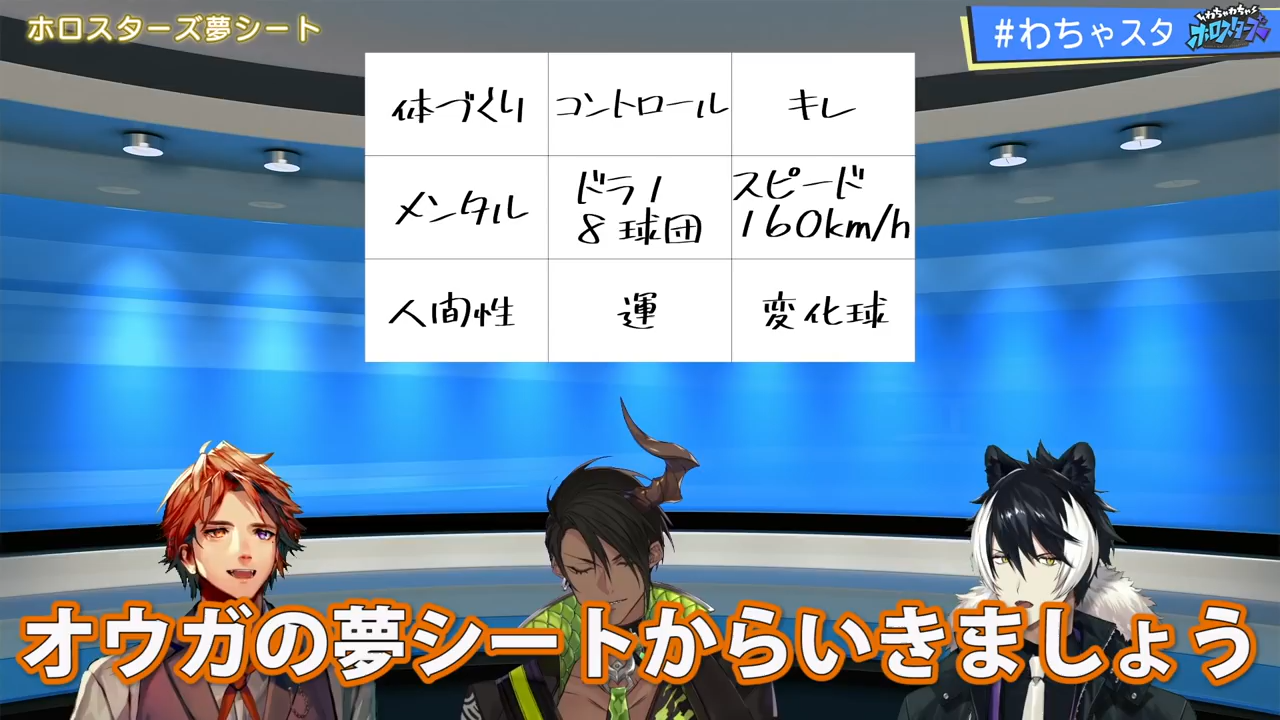 ホロスターズ夢シート
#わちゃスタ
わちゃわちゃ
ホロスターズ
体づくり
コントロール
キレ
メンタル
ドラ1
8球団
スピード
160km/h
人間性
運
変化球
オウガの夢シートからいきましょう